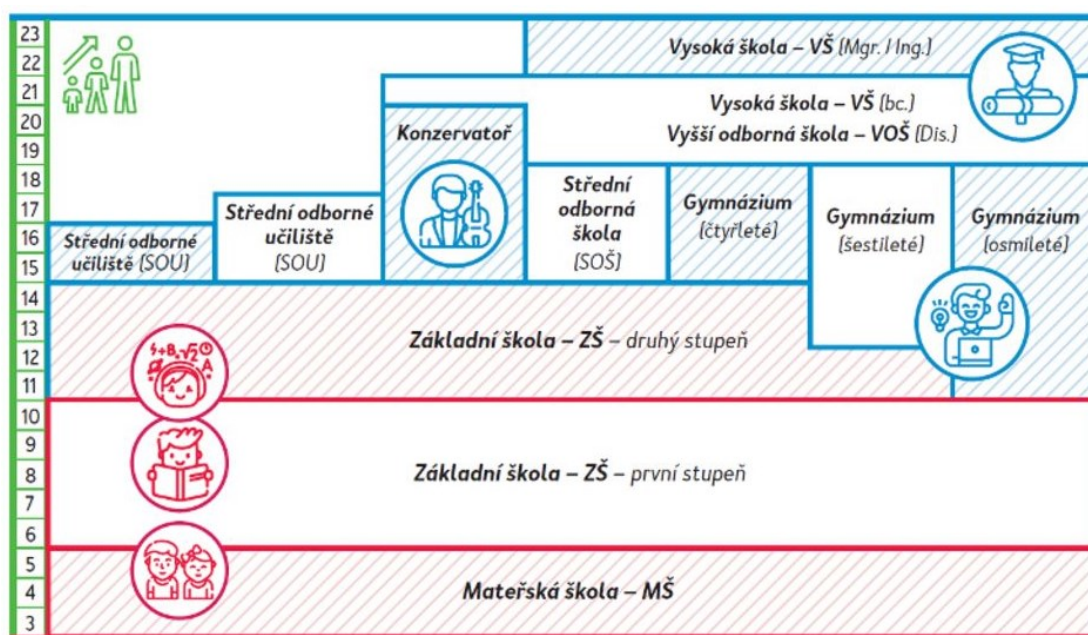 23
22
21
20
19
18
17
16
15
14
13
12
11
10
9
8
7
6
5
4
3
Vysoká škola – VŠ (Mgr. / Ing.)
Vysoká škola – VŠ (bc.)
Vyšší odborná škola – VOŠ (Dis.)
Konzervatoř
Střední odborné
učiliště (SOU)
Střední odborné
učiliště
(SOU)
Střední
odborná
škola
(SOŠ)
Gymnázium
(čtyřleté)
Gymnázium
(šestileté)
Gymnázium
(osmileté)
Základní škola – ZŠ – druhý stupeň
Základní škola – ZŠ – první stupeň
Mateřská škola – MŠ